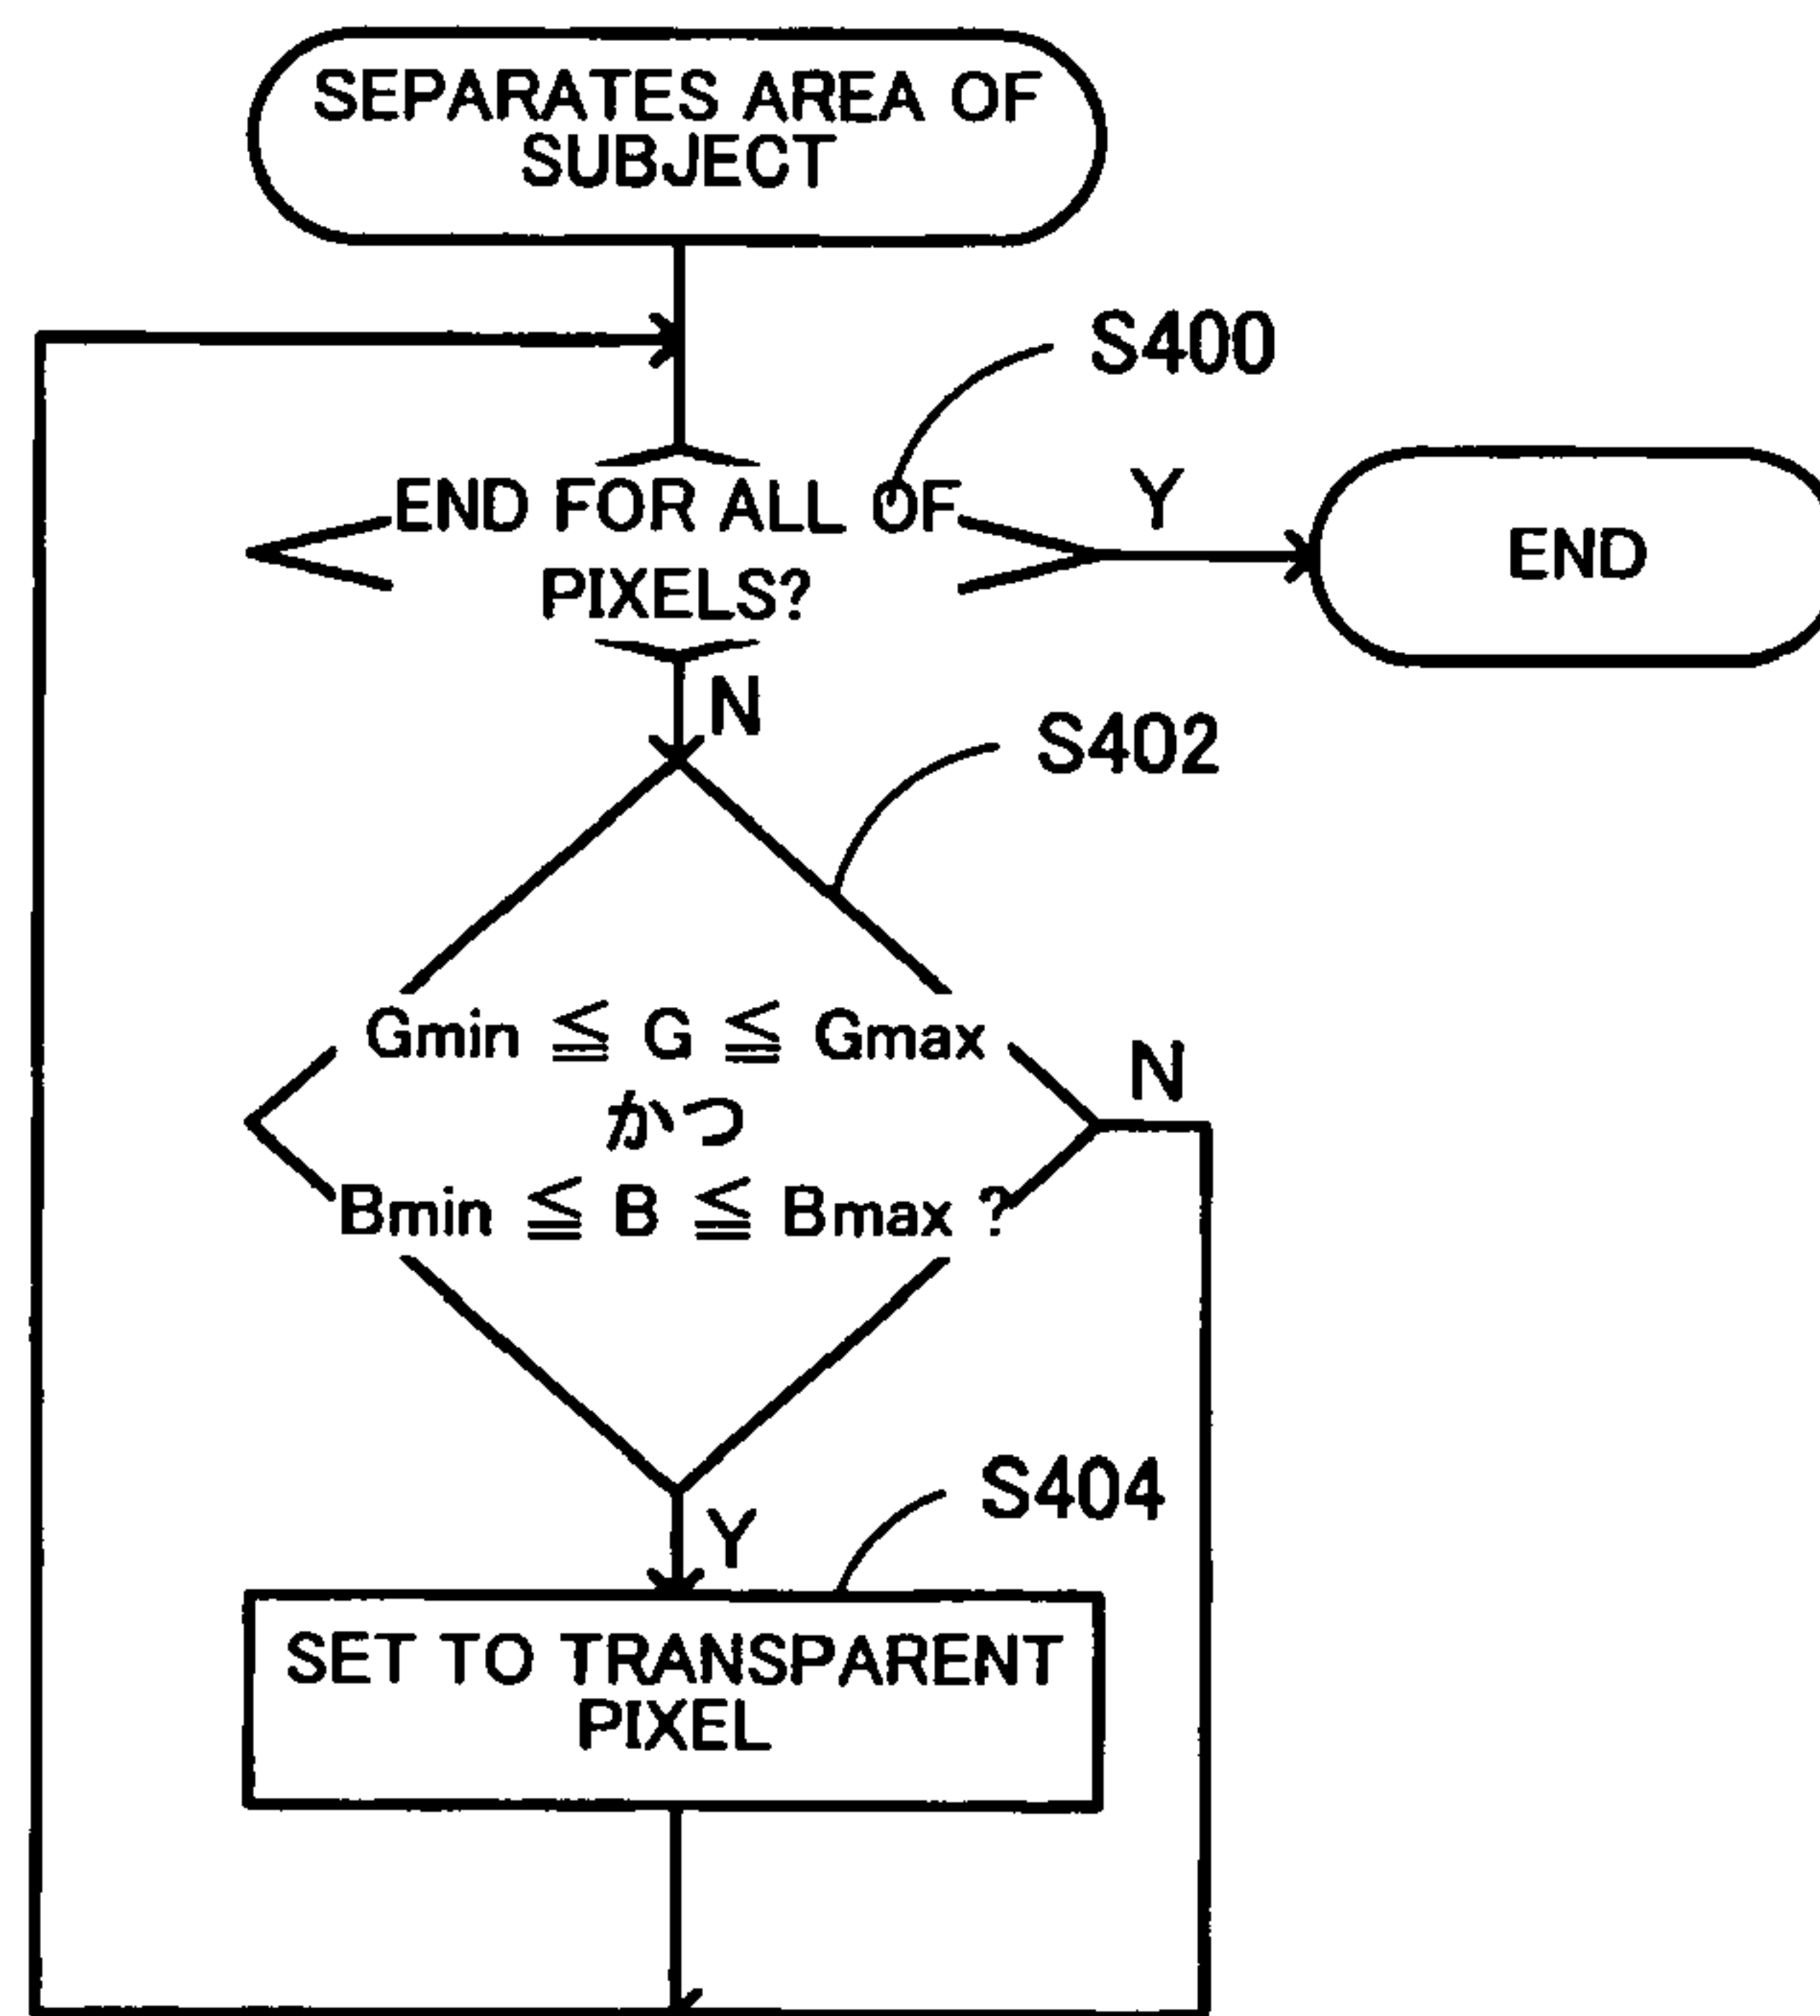 SEPARATES AREA OF
SUBJECT
S400
END FOR ALL OF
PIXELS?
Y
END
N
S402
Gmin ≦ G ≦ Gmax
かつ
Bmin ≦ B ≦ Bmax ?
N
S404
Y
SET TO TRANSPARENT
PIXEL